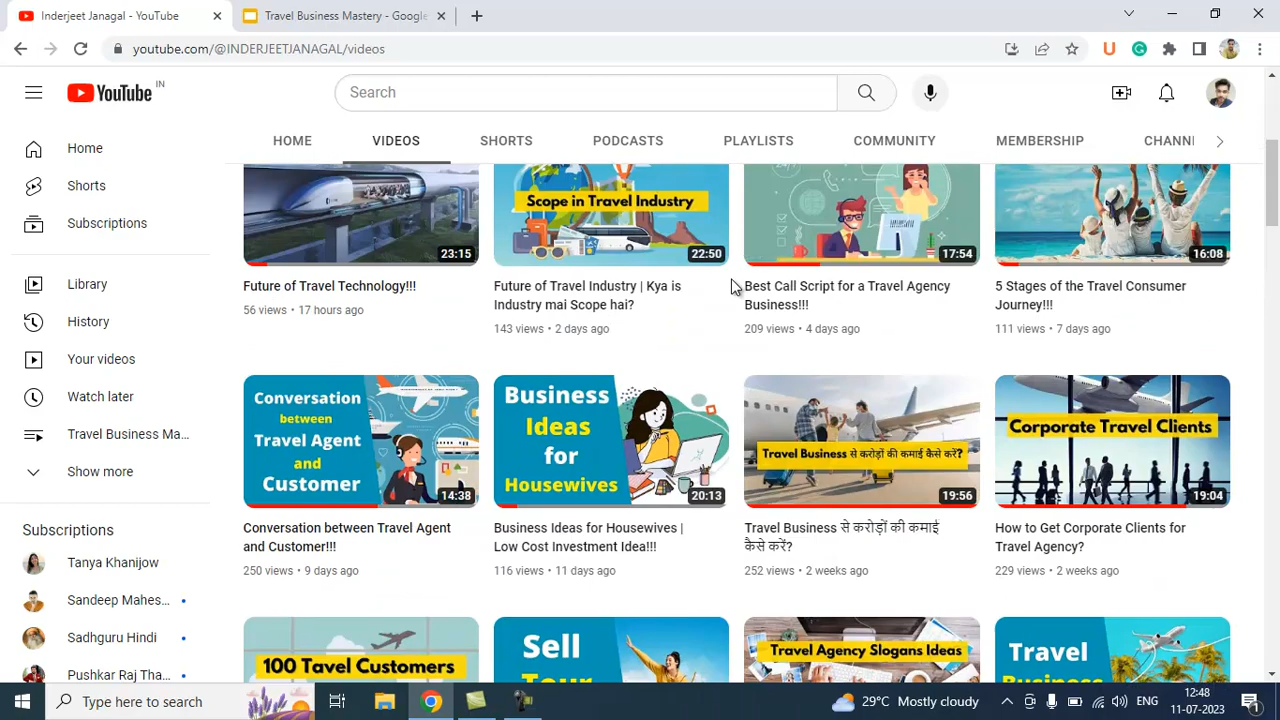 Inderjeet Janagal - YouTube
Travel Business Mastery - Google
youtube.com/@INDERJEETJANAGAL/videos
YouTube IN
Search
HOME VIDEOS SHORTS PODCASTS PLAYLISTS COMMUNITY MEMBERSHIP CHANNI
Home
Shorts
Subscriptions
Library
History
Your videos
Watch later
Travel Business Ma...
Show more
Subscriptions
Tanya Khanijow
Sandeep Mahes...
Sadhguru Hindi
Pushkar Raj Tha...
23:15
Future of Travel Technology!!!
56 views • 17 hours ago
Scope in Travel Industry
22:50
Future of Travel Industry | Kya is
Industry mai Scope hai?
143 views • 2 days ago
17:54
Best Call Script for a Travel Agency
Business!!!
209 views • 4 days ago
16:08
5 Stages of the Travel Consumer
Journey!!!
111 views • 7 days ago
Conversation
between
Travel Agent
and
Customer
14:38
Conversation between Travel Agent
and Customer!!!
250 views • 9 days ago
Business
Ideas
for
Housewives
20:13
Business Ideas for Housewives |
Low Cost Investment Idea!!!
116 views • 11 days ago
Travel Business से करोड़ों की कमाई कैसे करें?
19:56
Travel Business से करोड़ों की कमाई
कैसे करें?
252 views • 2 weeks ago
Corporate Travel Clients
19:04
How to Get Corporate Clients for
Travel Agency?
229 views • 2 weeks ago
100 Tavel Customers
Sell
Tour
Travel Agency Slogans Ideas
Travel
Business
Type here to search
29°C Mostly cloudy
ENG
12:48
11-07-2023
1